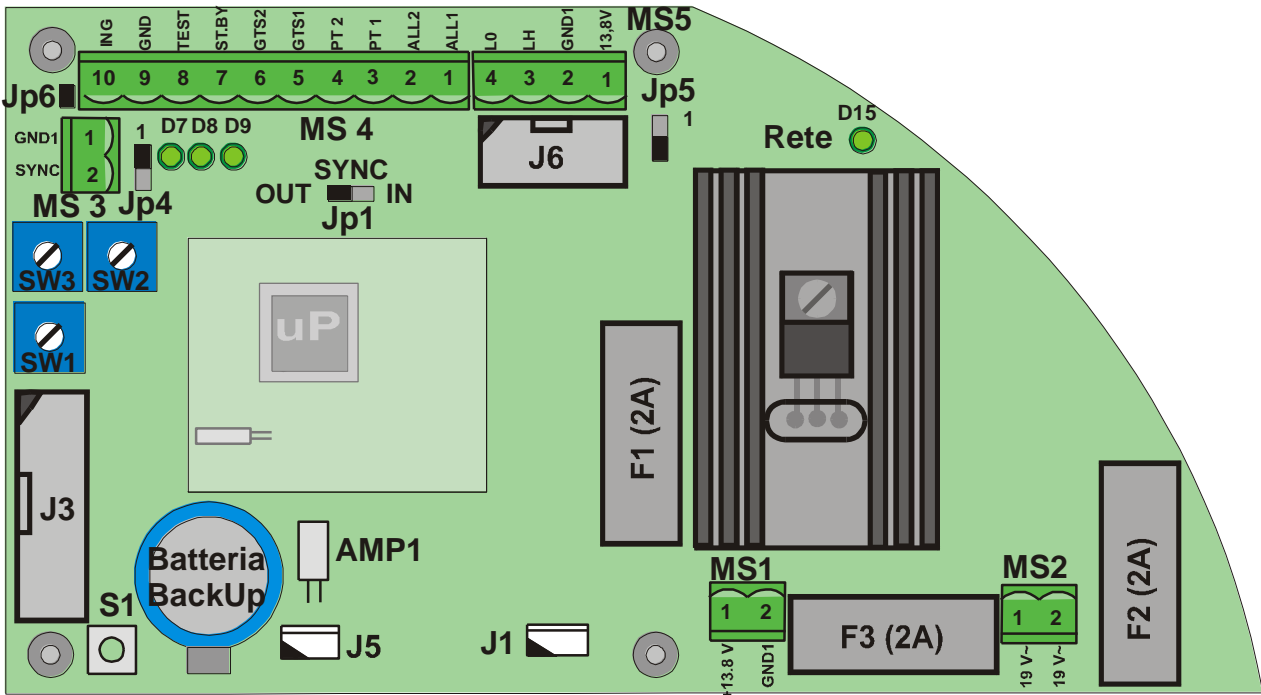 ING GND TEST ST.BY GTS2 GTS1 PT 2 PT 1 ALL2 ALL1 L0 LH GND1 13,8V
MS5
10 9 8 7 6 5 4 3 2 1
4 3 2 1
Jp6
Jp5
1
D15
Rete
MS 4
J6
GND1 1
SYNC 2
1
D7 D8 D9
SYNC
OUT IN
Jp1
MS 3
Jp4
SW3
SW2
SW1
uP
J3
F1 (2A)
Batteria
BackUp
AMP1
S1
J5
J1
MS1
1 2
+13.8 V
GND1
F3 (2A)
MS2
1 2
19 V~
19 V~
F2 (2A)